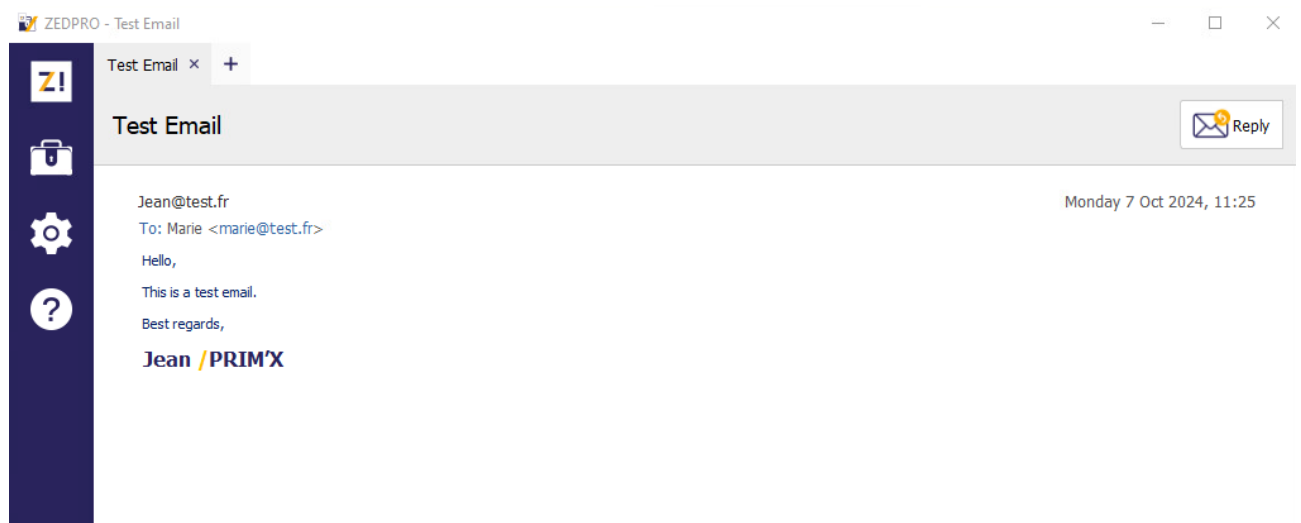 ZEDPRO - Test Email
Z!
Test Email × +
Test Email
Reply
Jean@test.fr
Monday 7 Oct 2024, 11:25
To: Marie <marie@test.fr>
Hello,
This is a test email.
Best regards,
Jean /PRIM'X
?